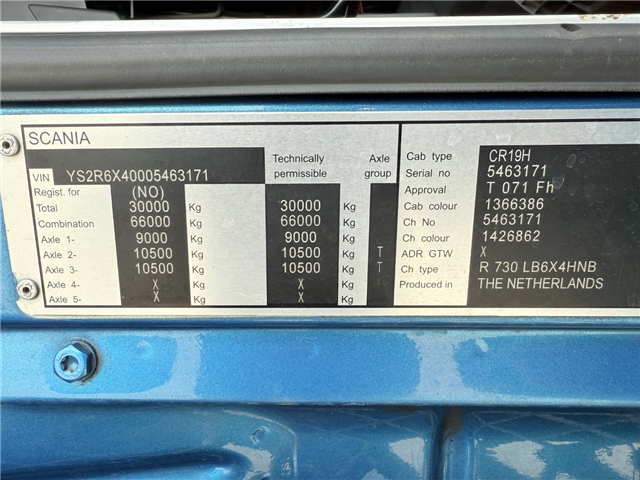 SCANIA
VIN YS2R6X40005463171 Technically permissible Axle group
Regist. for (NO)
Total 30000 Kg 30000 Kg
Combination 66000 Kg 66000 Kg
Axle 1- 9000 Kg 9000 Kg
Axle 2- 10500 Kg 10500 Kg T
Axle 3- 10500 Kg 10500 Kg T
Axle 4- X Kg X Kg
Axle 5- X Kg X Kg
Cab type CR19H
Serial no 5463171
Approval T 071 Fh
Cab colour 1366386
Ch No 5463171
Ch colour 1426862
ADR GTW X
Ch type R 730 LB6X4HNB
Produced in THE NETHERLANDS